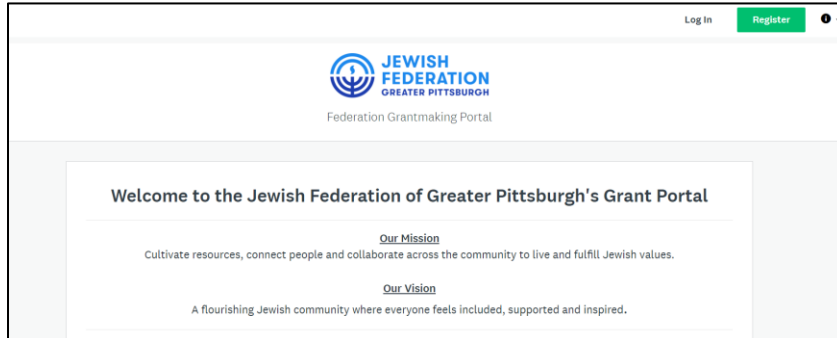 Log In
Register
JEWISH
FEDERATION
GREATER PITTSBURGH
Federation Grantmaking Portal
Welcome to the Jewish Federation of Greater Pittsburgh's Grant Portal
Our Mission
Cultivate resources, connect people and collaborate across the community to live and fulfill Jewish values.
Our Vision
A flourishing Jewish community where everyone feels included, supported and inspired.